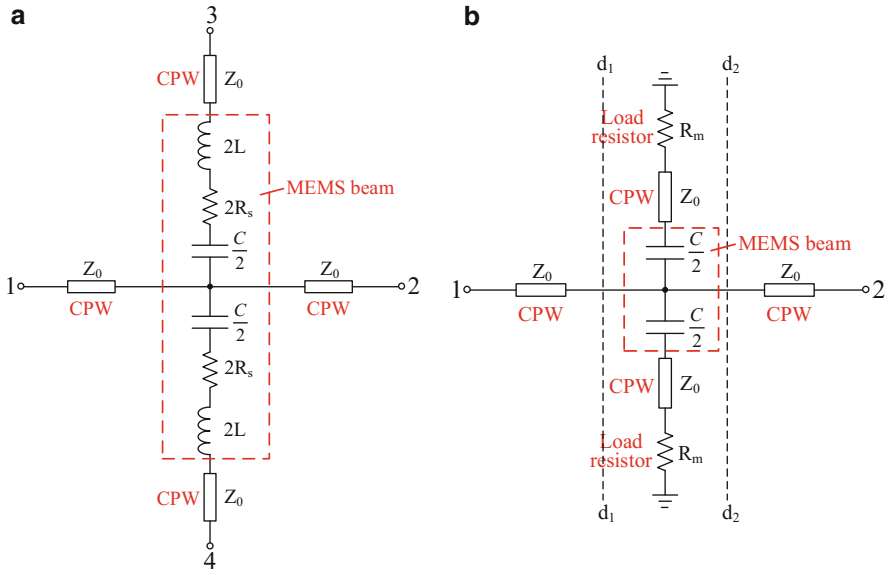 a
3
CPW
Z₀
2L
MEMS beam
2Rₛ
C/2
1
Z₀
CPW
Z₀
CPW
2
C/2
2Rₛ
2L
CPW
Z₀
4
b
d₁
d₂
Load
resistor
Rₘ
CPW
Z₀
MEMS beam
C/2
1
Z₀
CPW
Z₀
CPW
2
C/2
CPW
Z₀
Load
resistor
Rₘ
d₁
d₂